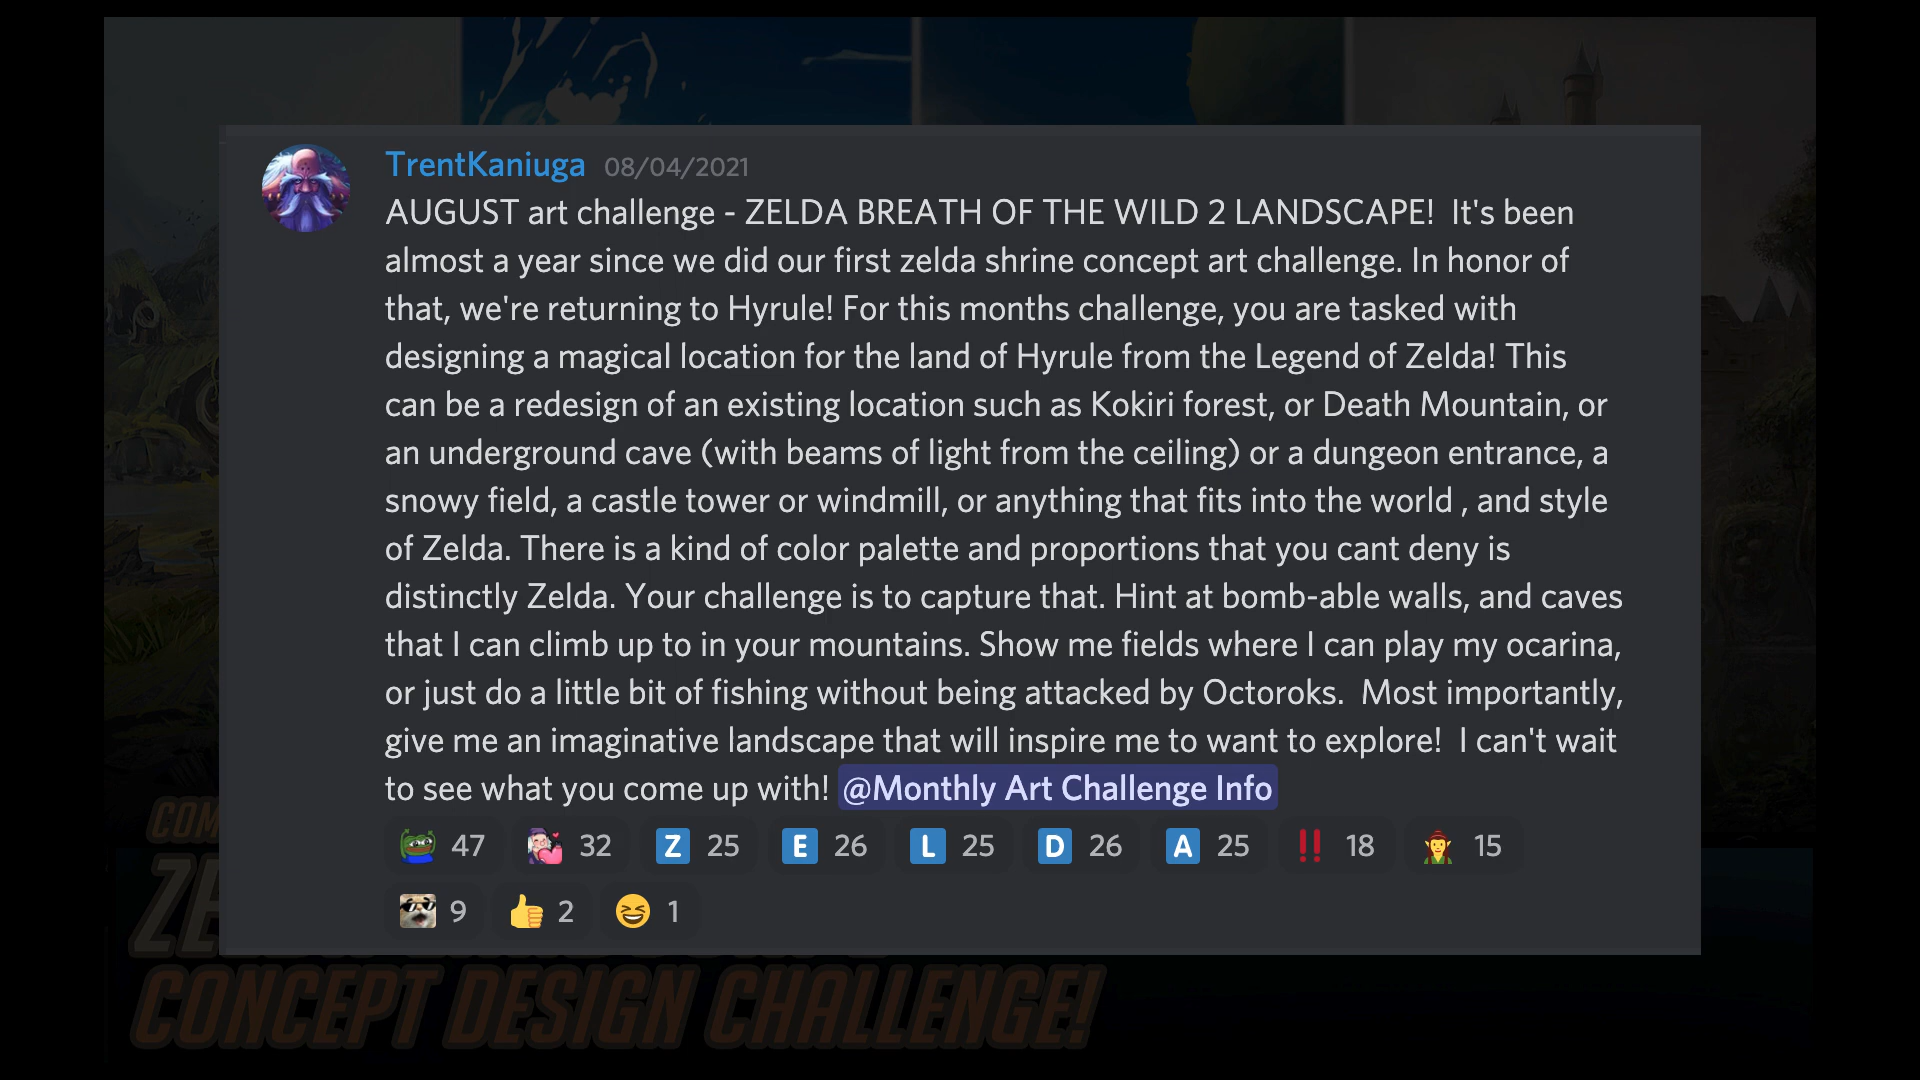 TrentKaniuga 08/04/2021
AUGUST art challenge - ZELDA BREATH OF THE WILD 2 LANDSCAPE!  It's been
almost a year since we did our first zelda shrine concept art challenge. In honor of
that, we're returning to Hyrule! For this months challenge, you are tasked with
designing a magical location for the land of Hyrule from the Legend of Zelda! This
can be a redesign of an existing location such as Kokiri forest, or Death Mountain, or
an underground cave (with beams of light from the ceiling) or a dungeon entrance, a
snowy field, a castle tower or windmill, or anything that fits into the world , and style
of Zelda. There is a kind of color palette and proportions that you cant deny is
distinctly Zelda. Your challenge is to capture that. Hint at bomb-able walls, and caves
that I can climb up to in your mountains. Show me fields where I can play my ocarina,
or just do a little bit of fishing without being attacked by Octoroks.  Most importantly,
give me an imaginative landscape that will inspire me to want to explore!  I can't wait
to see what you come up with! @Monthly Art Challenge Info
47 32 Z 25 E 26 L 25 D 26 A 25 !! 18 15
9 2 1
CONCEPT DESIGN CHALLENGE!